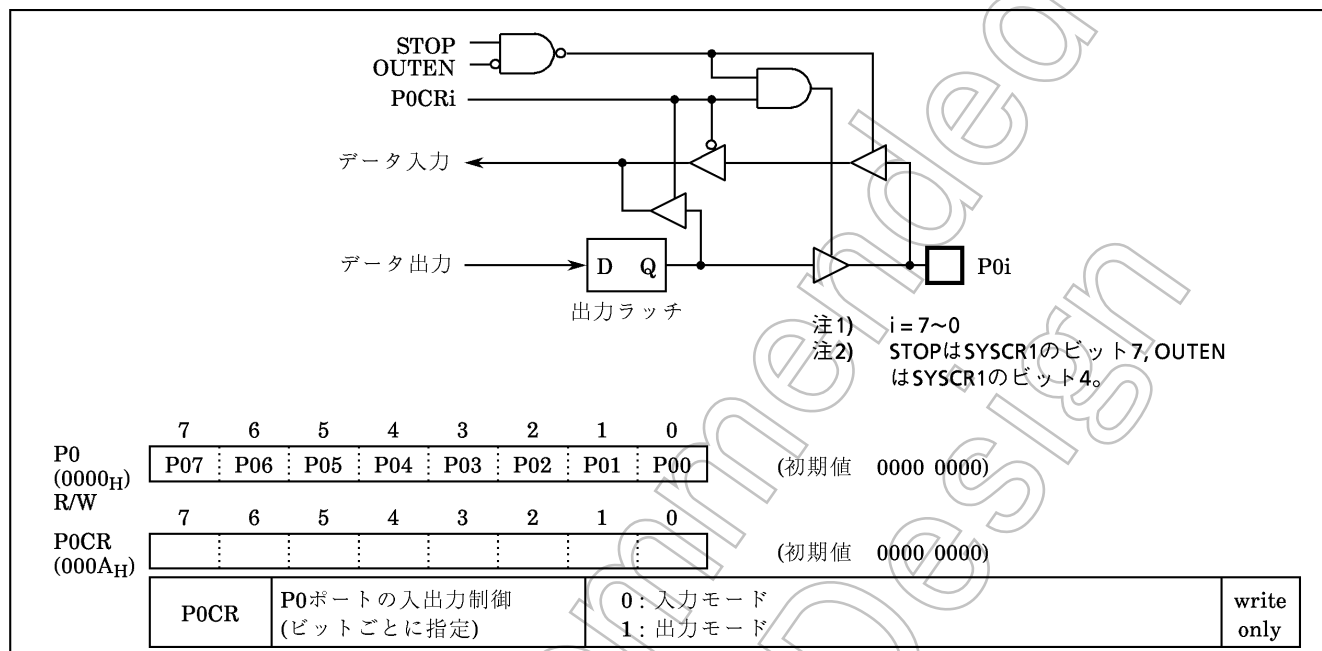 STOP
OUTEN
P0CRi
データ入力
データ出力
D Q
P0i
出力ラッチ
注1) i = 7~0
注2) STOPはSYSCR1のビット7, OUTEN
はSYSCR1のビット4。
7 6 5 4 3 2 1 0
P0
(0000H)
R/W
P07 P06 P05 P04 P03 P02 P01 P00
(初期値 0000 0000)
7 6 5 4 3 2 1 0
P0CR
(000AH)
(初期値 0000 0000)
P0CR
P0ポートの入出力制御
(ビットごとに指定)
0 : 入力モード
1 : 出力モード
write
only
ommended
Design